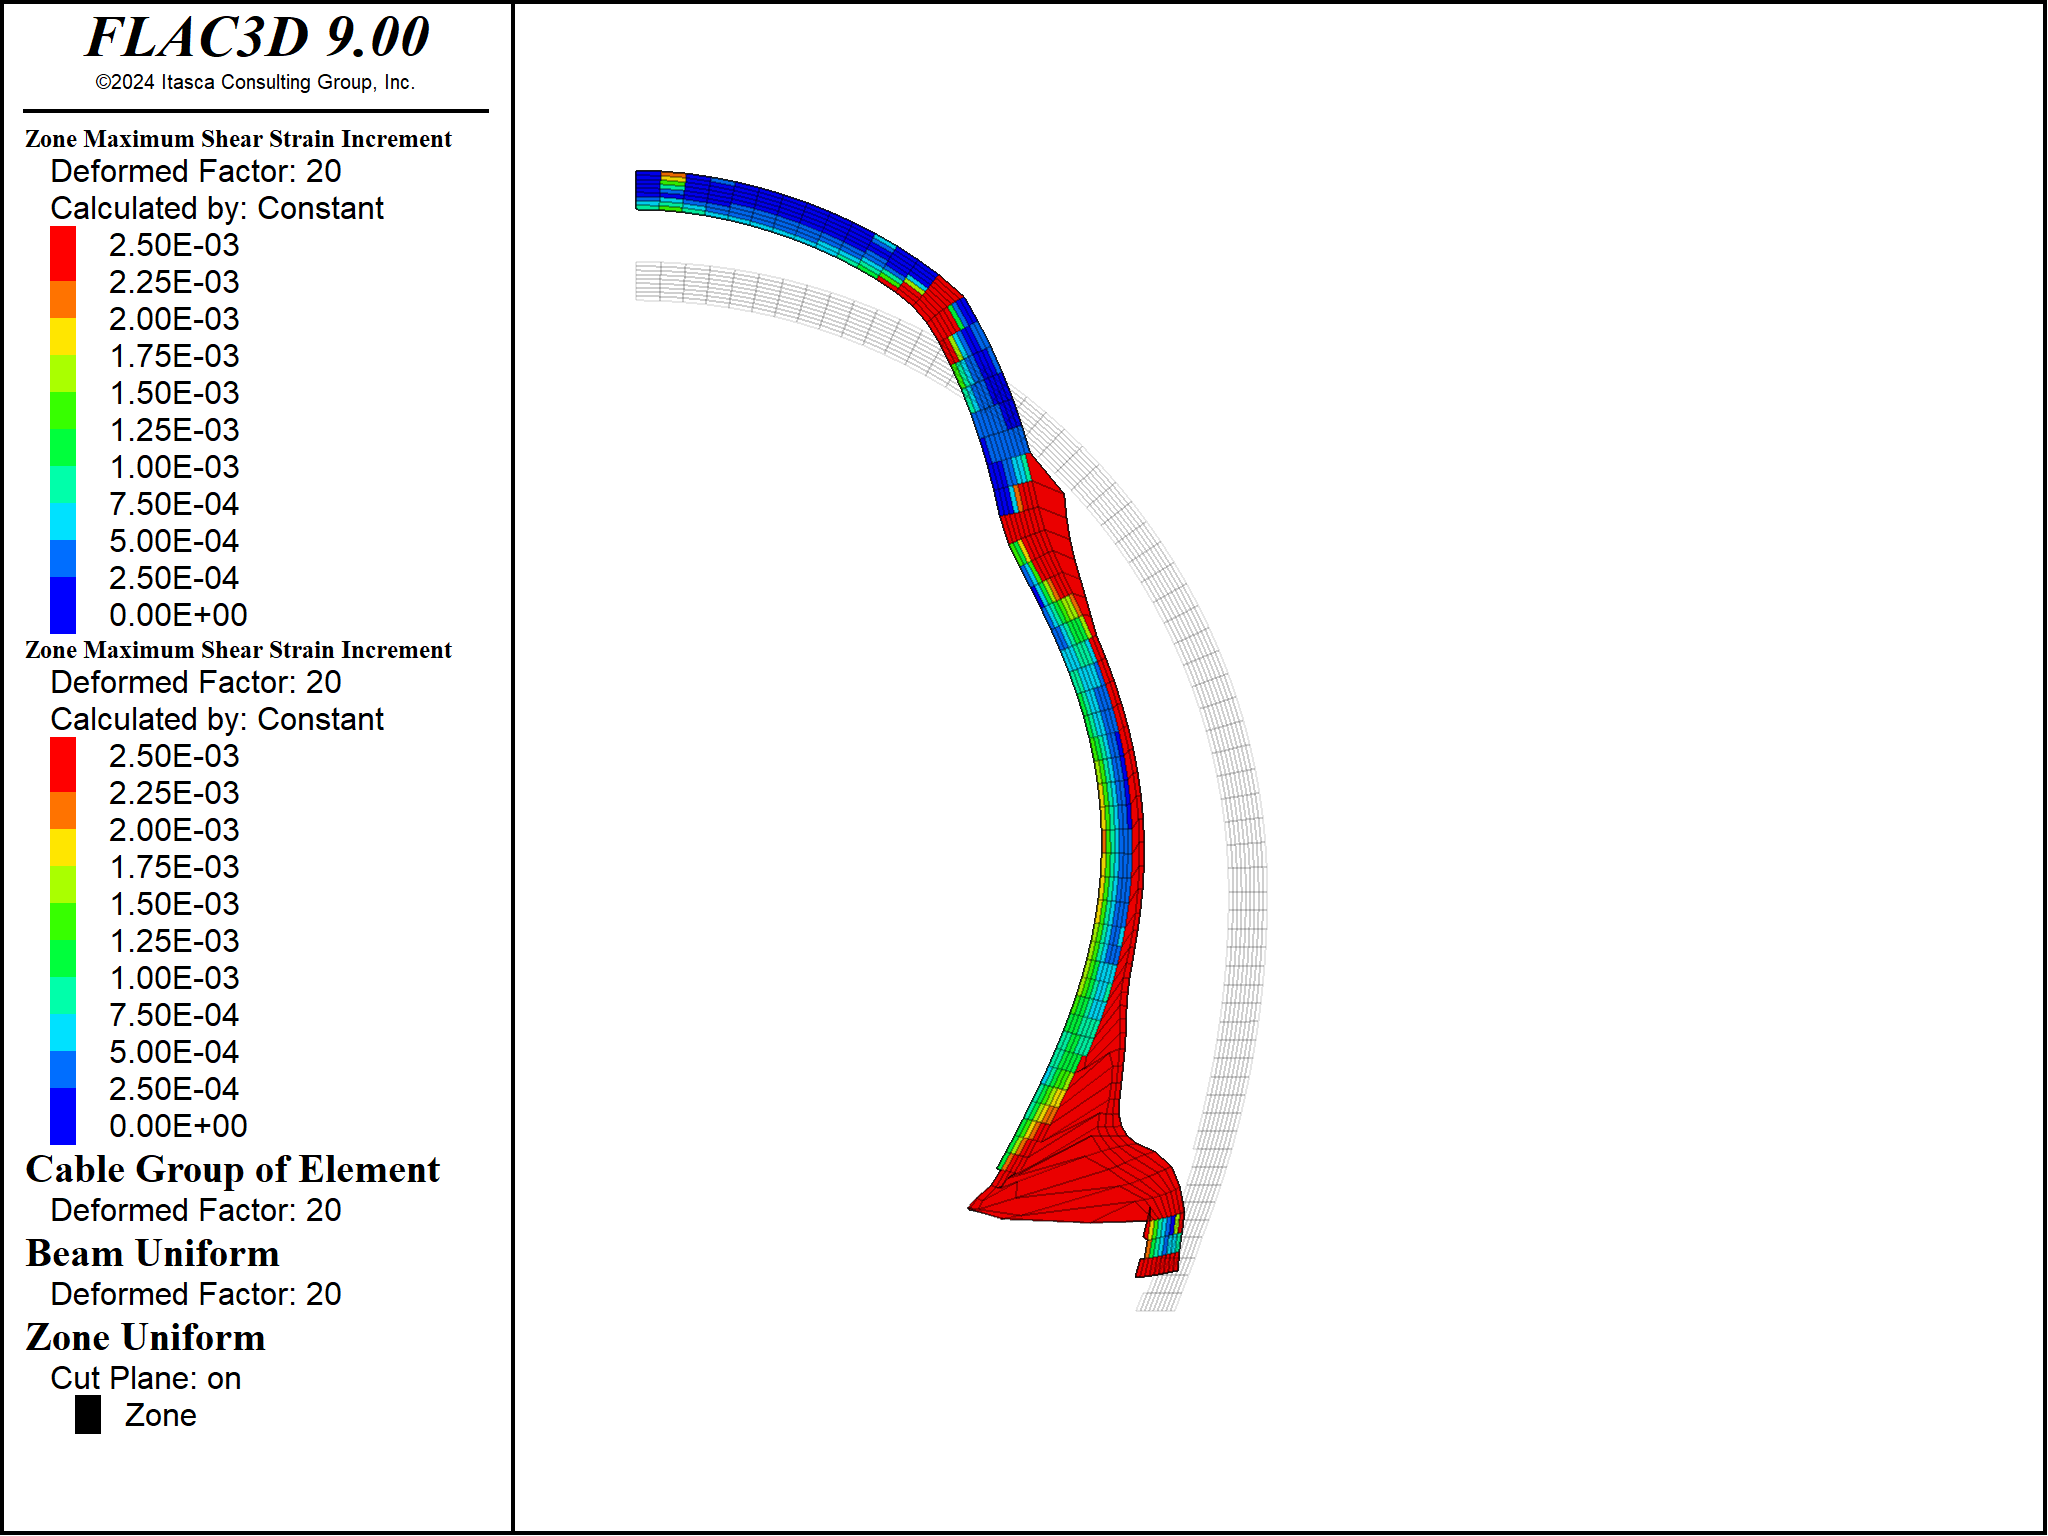 FLAC3D 9.00
©2024 Itasca Consulting Group, Inc.
Zone Maximum Shear Strain Increment
Deformed Factor: 20
Calculated by: Constant
2.50E-03
2.25E-03
2.00E-03
1.75E-03
1.50E-03
1.25E-03
1.00E-03
7.50E-04
5.00E-04
2.50E-04
0.00E+00
Zone Maximum Shear Strain Increment
Deformed Factor: 20
Calculated by: Constant
2.50E-03
2.25E-03
2.00E-03
1.75E-03
1.50E-03
1.25E-03
1.00E-03
7.50E-04
5.00E-04
2.50E-04
0.00E+00
Cable Group of Element
Deformed Factor: 20
Beam Uniform
Deformed Factor: 20
Zone Uniform
Cut Plane: on
Zone